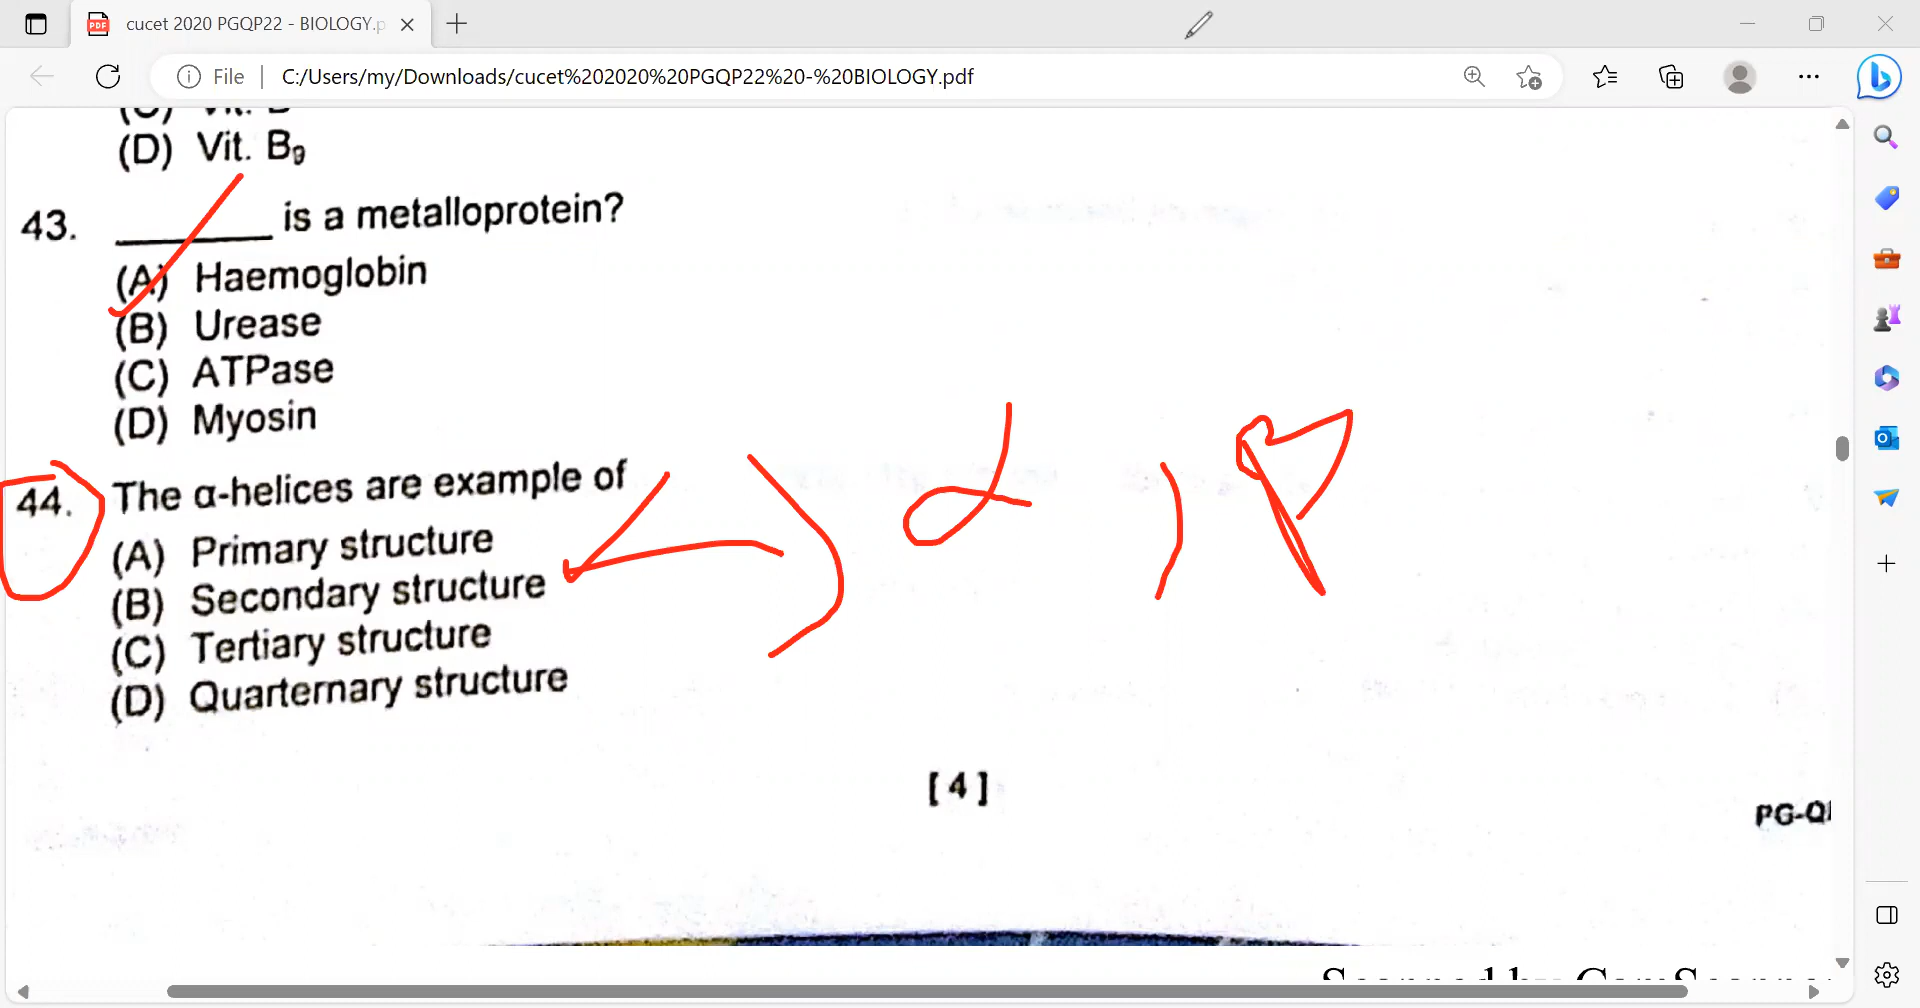 cucet 2020 PGQP22 - BIOLOGY.p
File
C:/Users/my/Downloads/cucet%202020%20PGQP22%20-%20BIOLOGY.pdf
(D) Vit. B9
43. ________ is a metalloprotein?
(A) Haemoglobin
(B) Urease
(C) ATPase
(D) Myosin
44. The α-helices are example of
(A) Primary structure
(B) Secondary structure
(C) Tertiary structure
(D) Quarternary structure
α
[ 4 ]
PG-Q